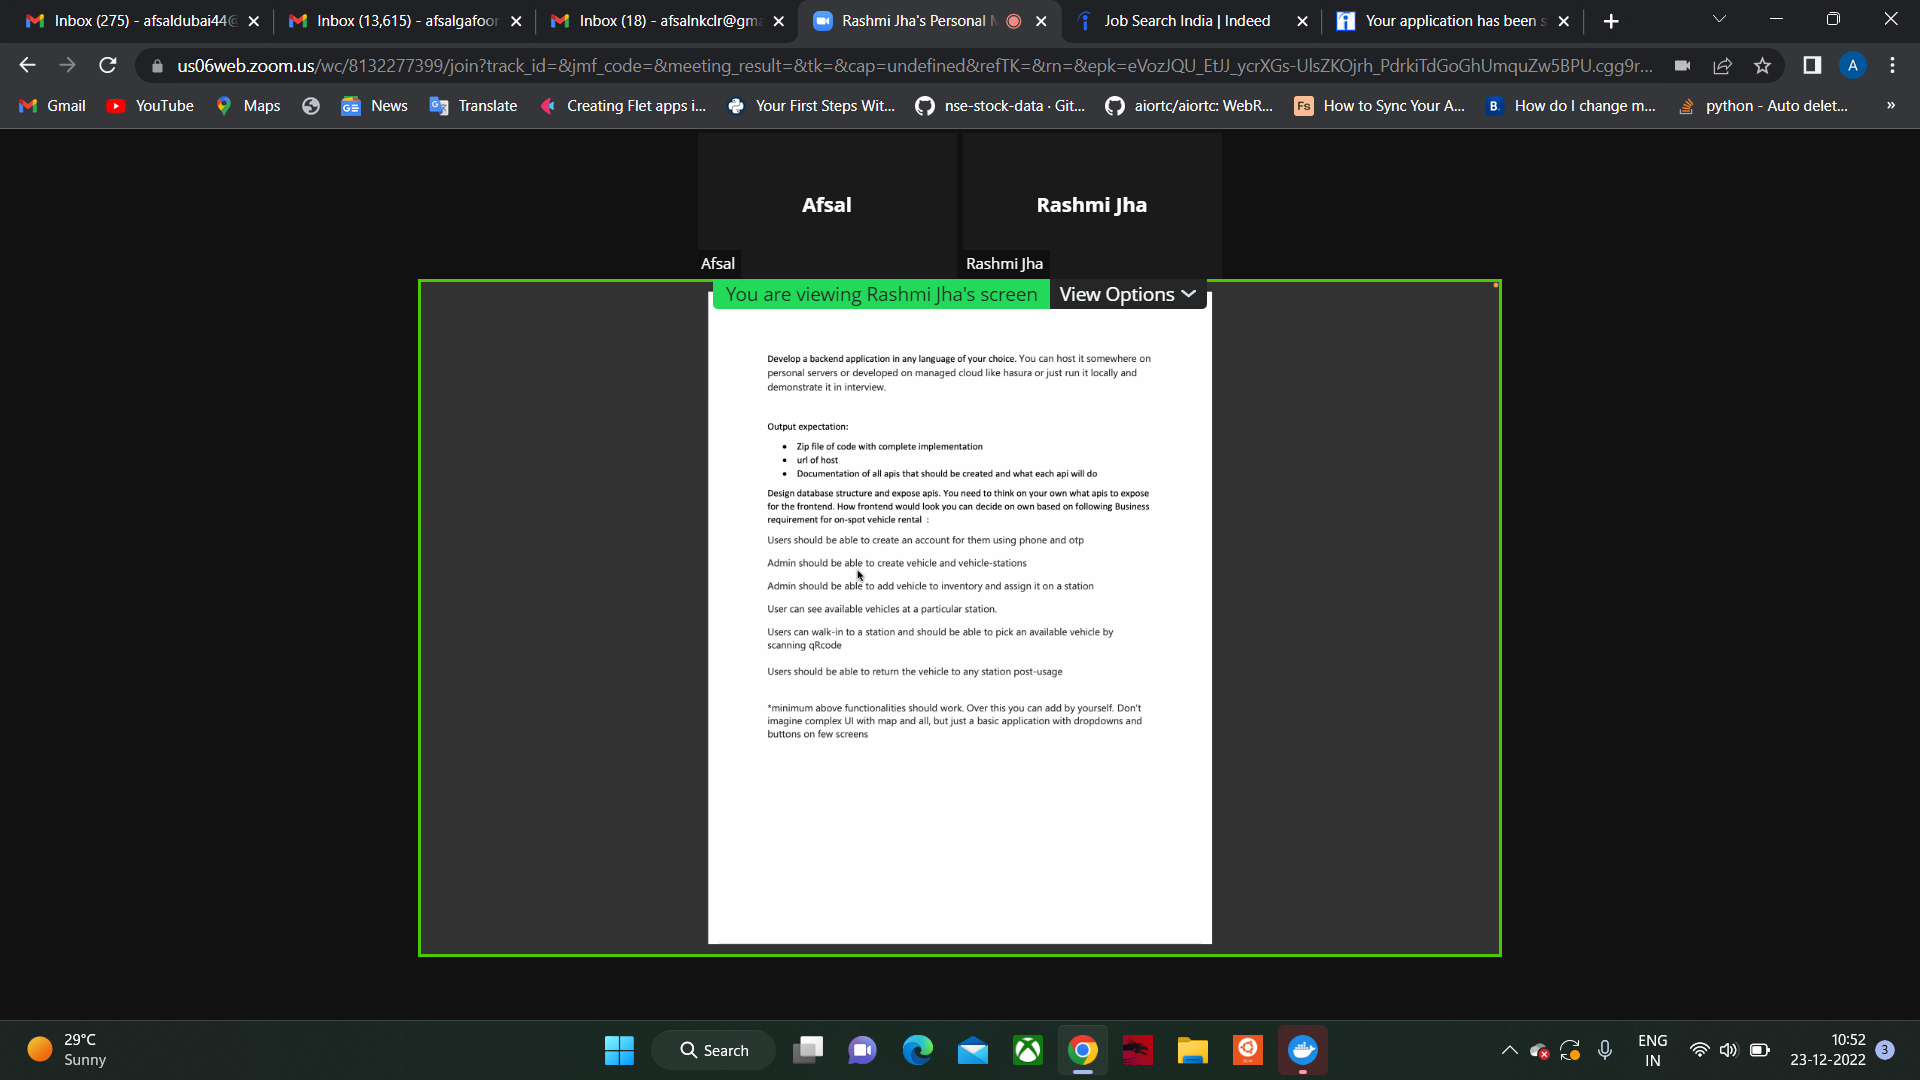 Inbox (275) - afsaldubai44@
Inbox (13,615) - afsalgafoor
Inbox (18) - afsalnkclr@gma
Rashmi Jha's Personal M
Job Search India | Indeed
Your application has been s
us06web.zoom.us/wc/8132277399/join?track_id=&jmf_code=&meeting_result=&tk=&cap=undefined&refTK=&rn=&epk=eVozJQU_EtJJ_ycrXGs-UlsZKOjrh_PdrkiTdGoGhUmquZw5BPU.cgg9r...
A
Gmail
YouTube
Maps
News
Translate
Creating Flet apps i...
Your First Steps Wit...
nse-stock-data · Git...
aiortc/aiortc: WebR...
Fs How to Sync Your A...
B. How do I change m...
python - Auto delet...
»
Afsal
Rashmi Jha
Afsal
Rashmi Jha
You are viewing Rashmi Jha's screen
View Options
Develop a backend application in any language of your choice. You can host it somewhere on
personal servers or developed on managed cloud like hasura or just run it locally and
demonstrate it in interview.
Output expectation:
• Zip file of code with complete implementation
• url of host
• Documentation of all apis that should be created and what each api will do
Design database structure and expose apis. You need to think on your own what apis to expose
for the frontend. How frontend would look you can decide on own based on following Business
requirement for on-spot vehicle rental :
Users should be able to create an account for them using phone and otp
Admin should be able to create vehicle and vehicle-stations
Admin should be able to add vehicle to inventory and assign it on a station
User can see available vehicles at a particular station.
Users can walk-in to a station and should be able to pick an available vehicle by
scanning qRcode
Users should be able to return the vehicle to any station post-usage
*minimum above functionalities should work. Over this you can add by yourself. Don't
imagine complex UI with map and all, but just a basic application with dropdowns and
buttons on few screens
29°C
Sunny
Search
ENG
IN
10:52
23-12-2022
3